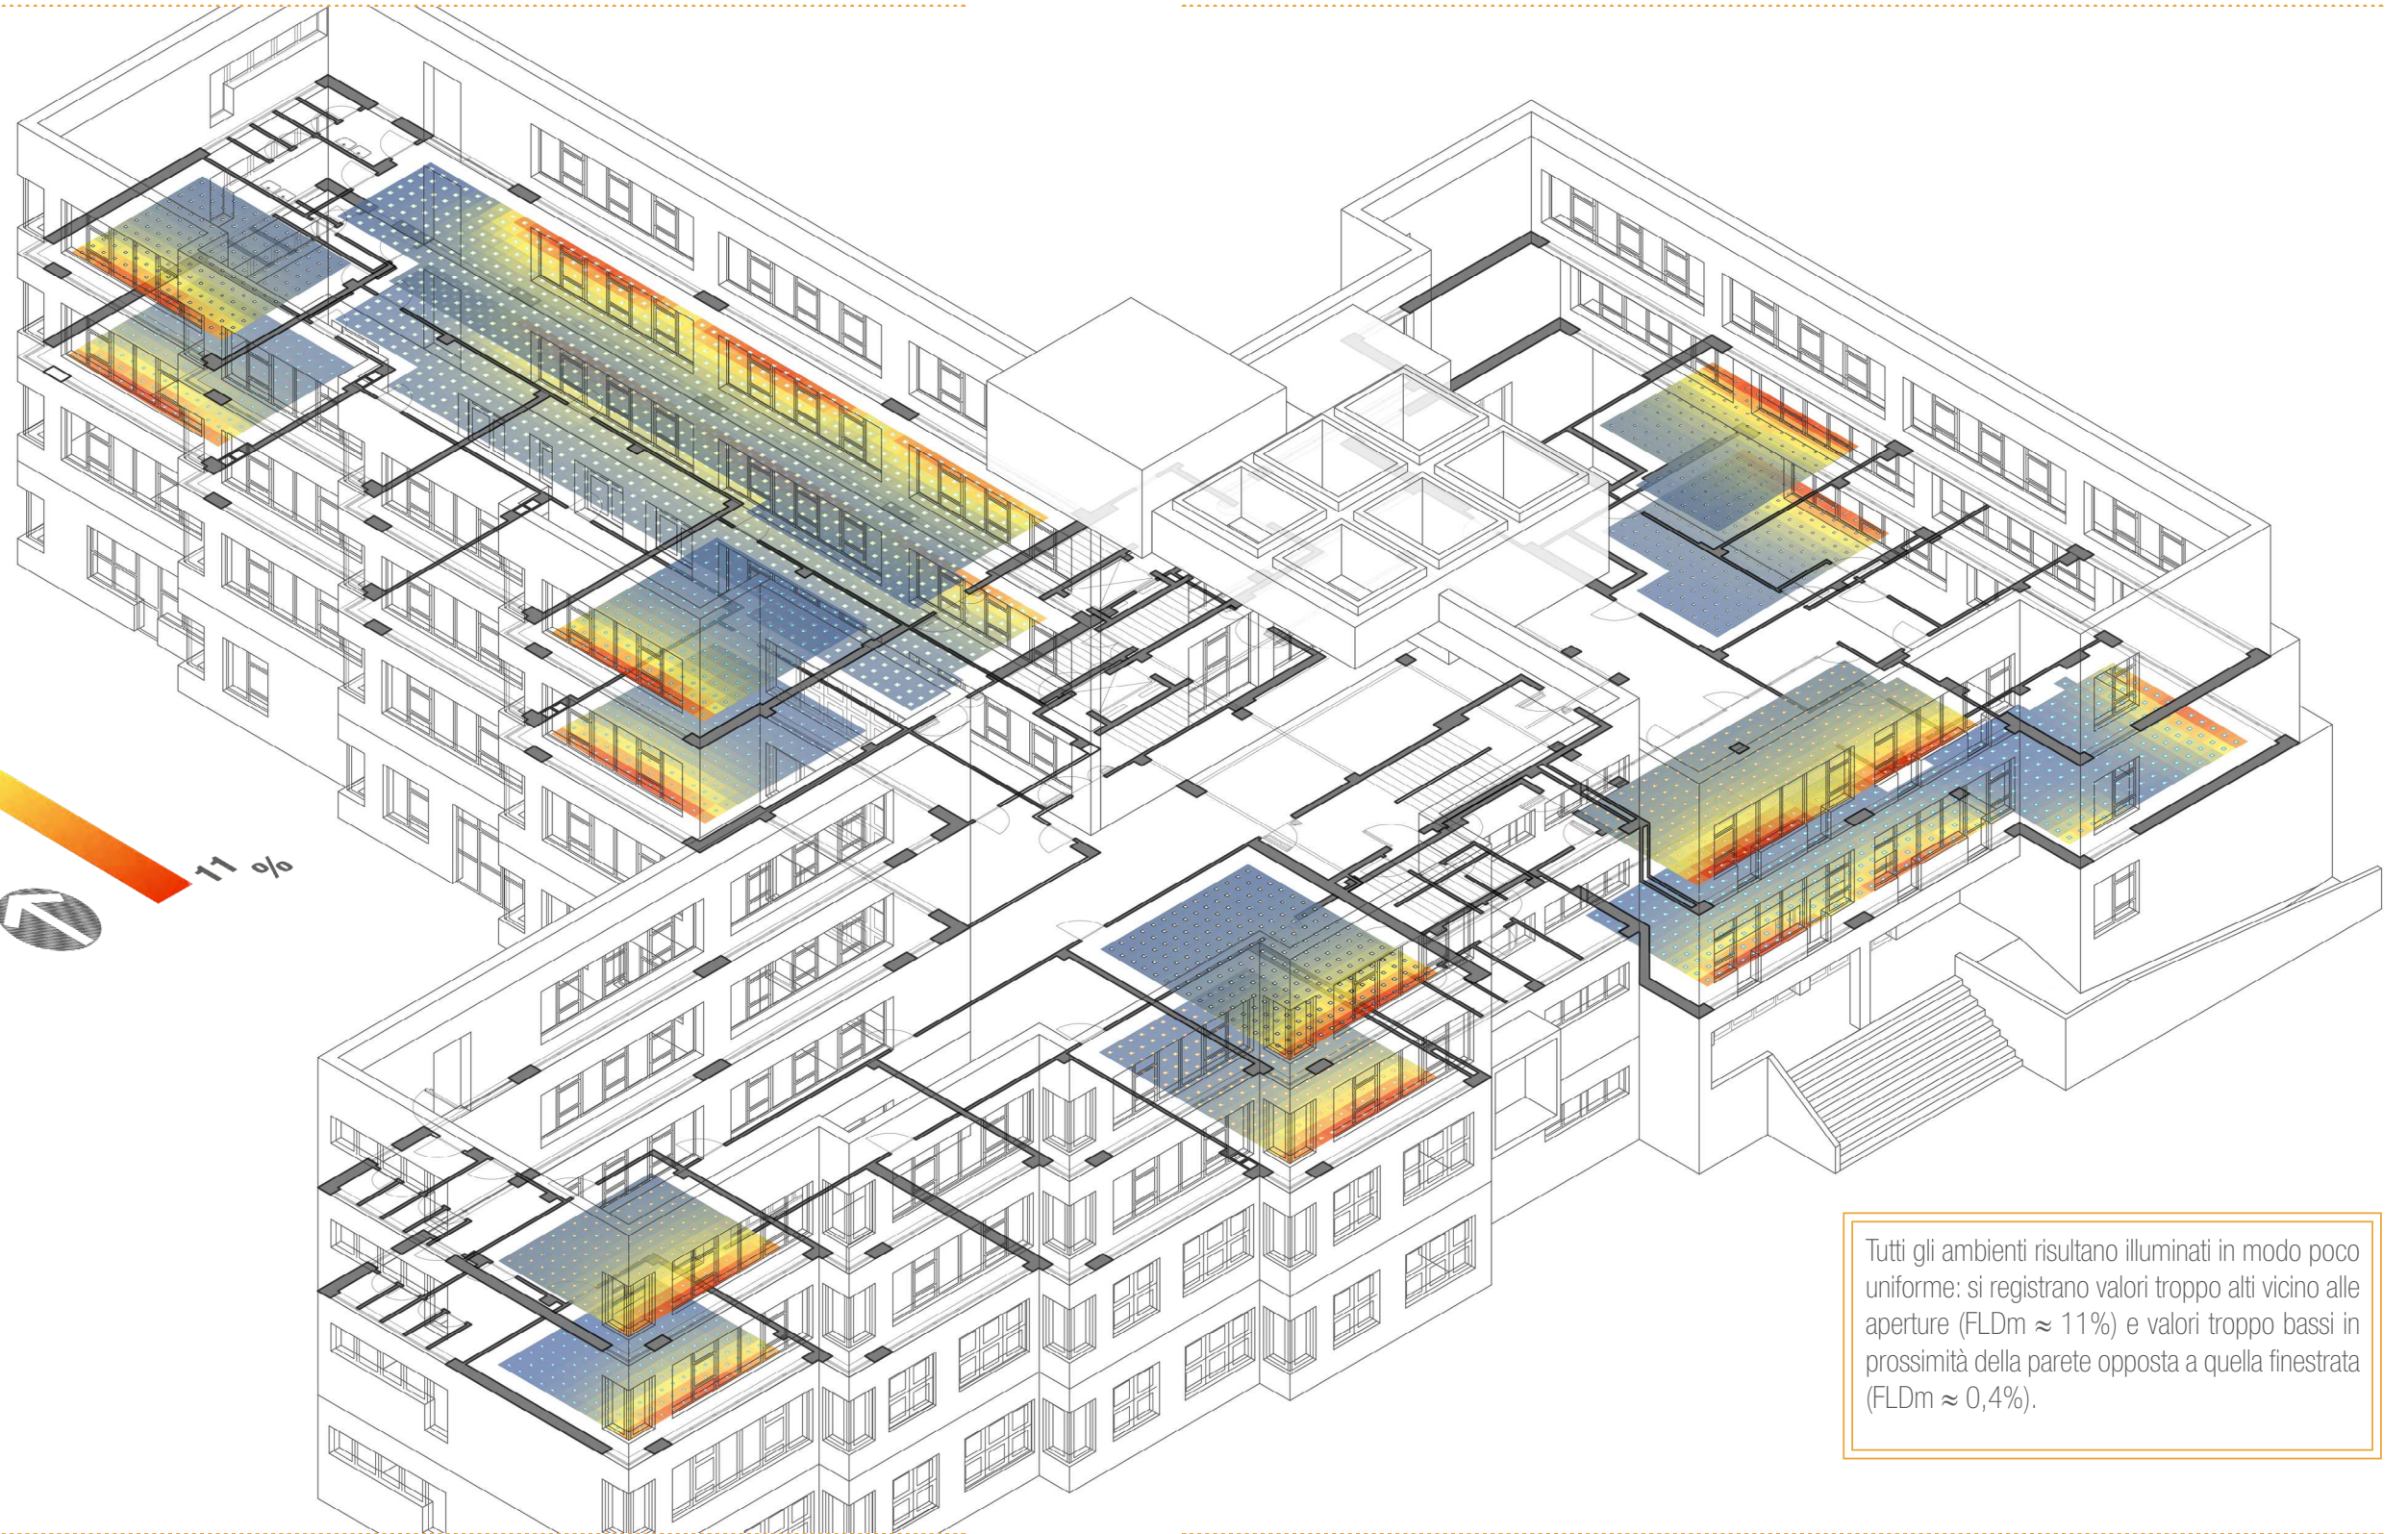 11 %
Tutti gli ambienti risultano illuminati in modo poco
uniforme: si registrano valori troppo alti vicino alle
aperture (FLDm ≈ 11%) e valori troppo bassi in
prossimità della parete opposta a quella finestrata
(FLDm ≈ 0,4%).